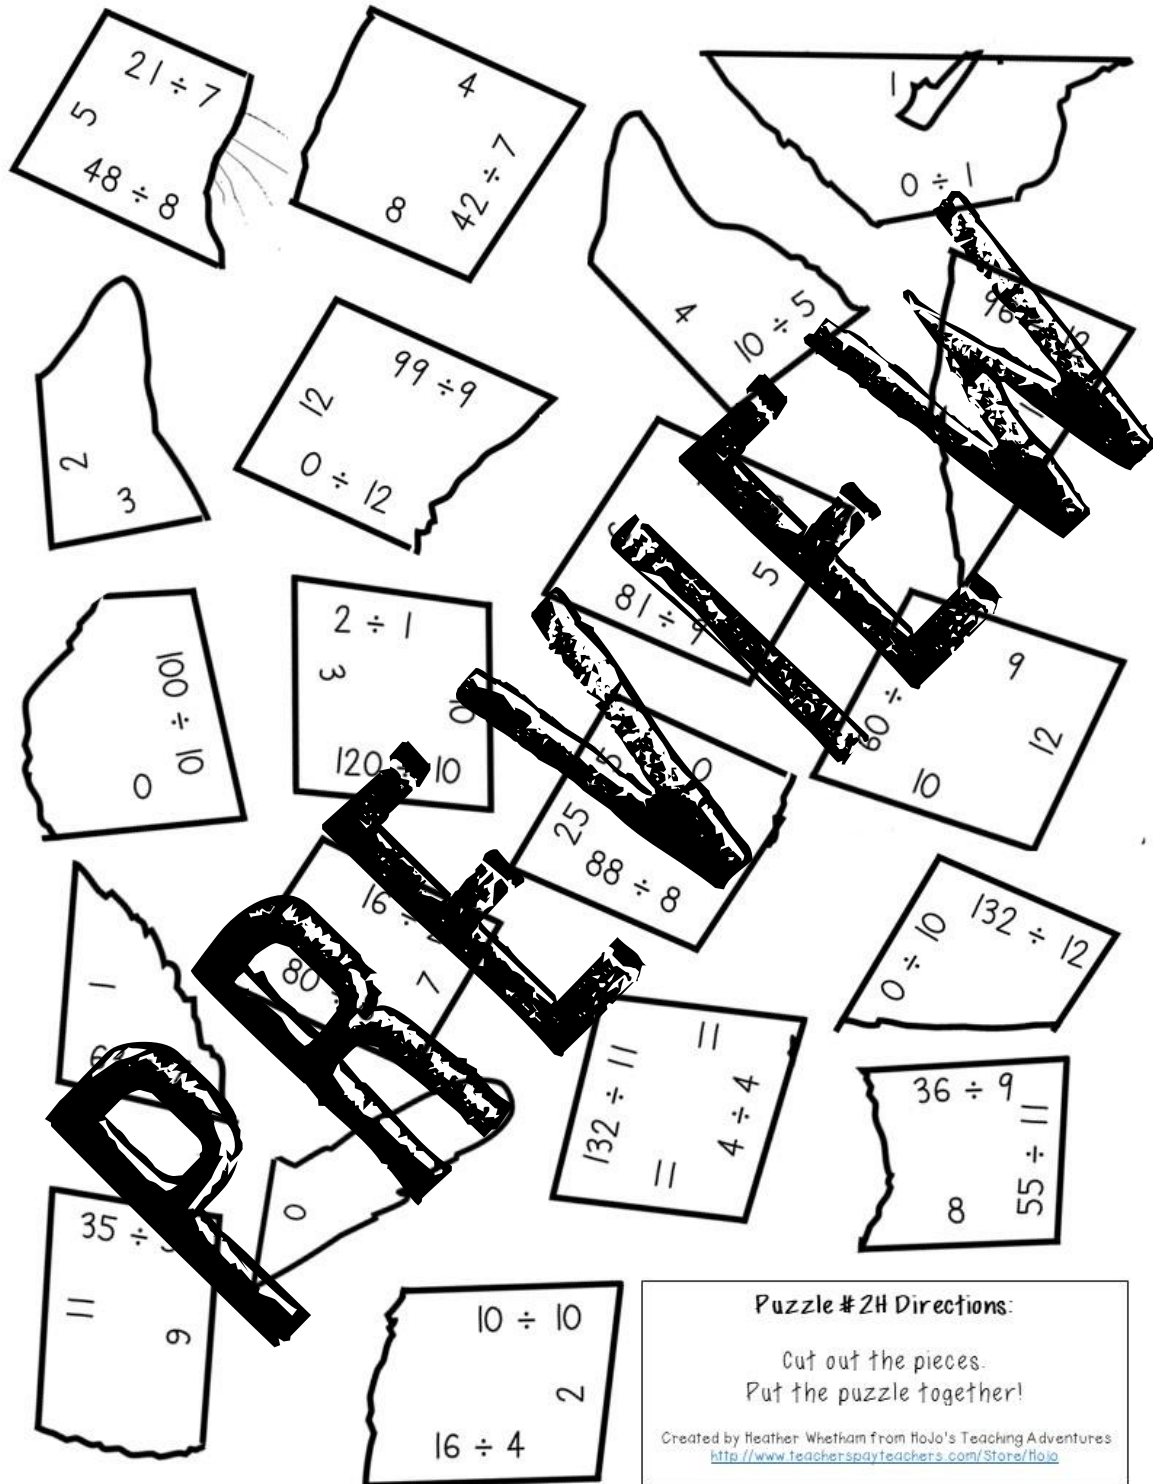 21 ÷ 7
5
48 ÷ 8
4
42 ÷ 7
8
1
0 ÷ 1
4
10 ÷ 5
2
3
99 ÷ 9
12
0 ÷ 12
5
81 ÷ 9
100 ÷ 10
0
2 ÷ 1
3
10
120 ÷ 10
25
88 ÷ 8
9
60 ÷
12
10
16 ÷
80
7
132 ÷ 12
0 ÷ 10
1
11
132 ÷ 11
4 ÷ 4
11
36 ÷ 9
55 ÷ 11
8
0
35 ÷
11
10 ÷ 10
2
16 ÷ 4
PREVIEW
Puzzle #2H Directions:
Cut out the pieces.
Put the puzzle together!
Created by Heather Whetham from HoJo's Teaching Adventures
http://www.teacherspayteachers.com/Store/Hojo